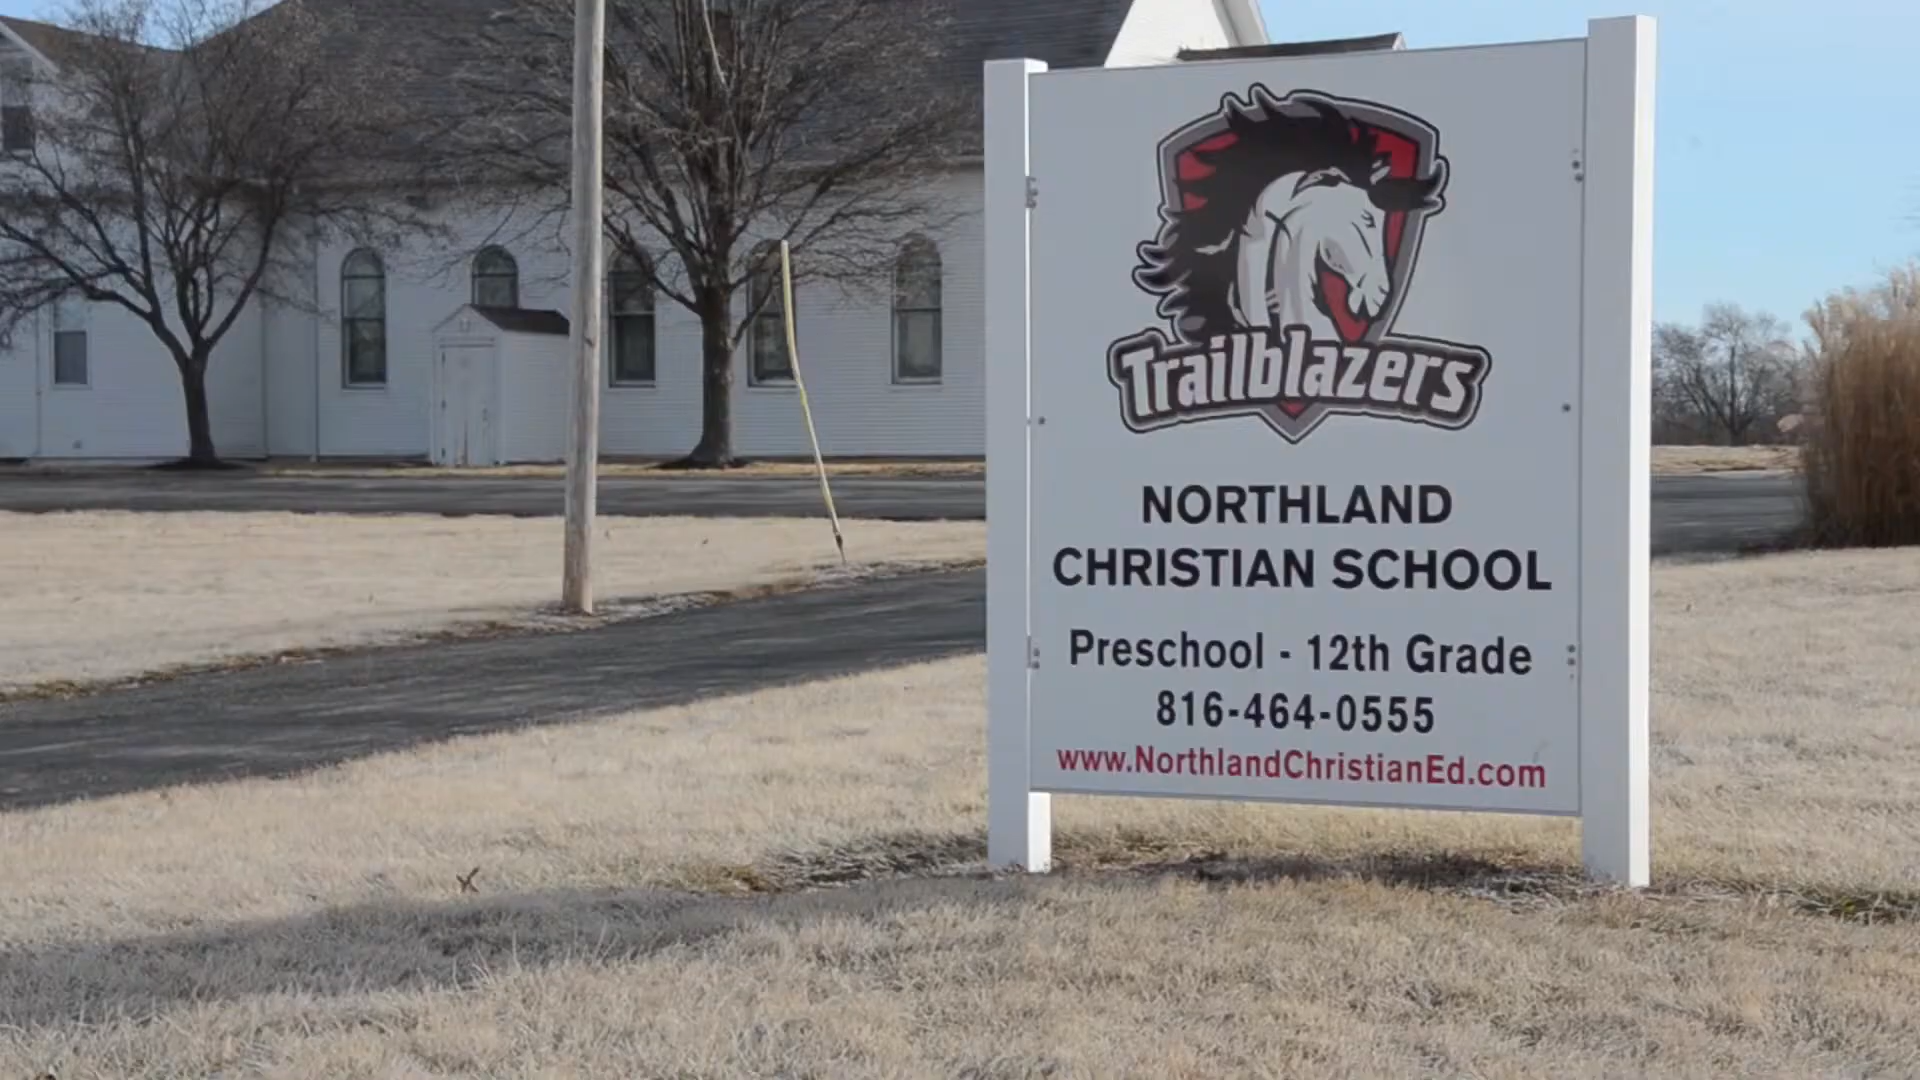 Trailblazers
NORTHLAND
CHRISTIAN SCHOOL
Preschool - 12th Grade
816-464-0555
www.NorthlandChristianEd.com